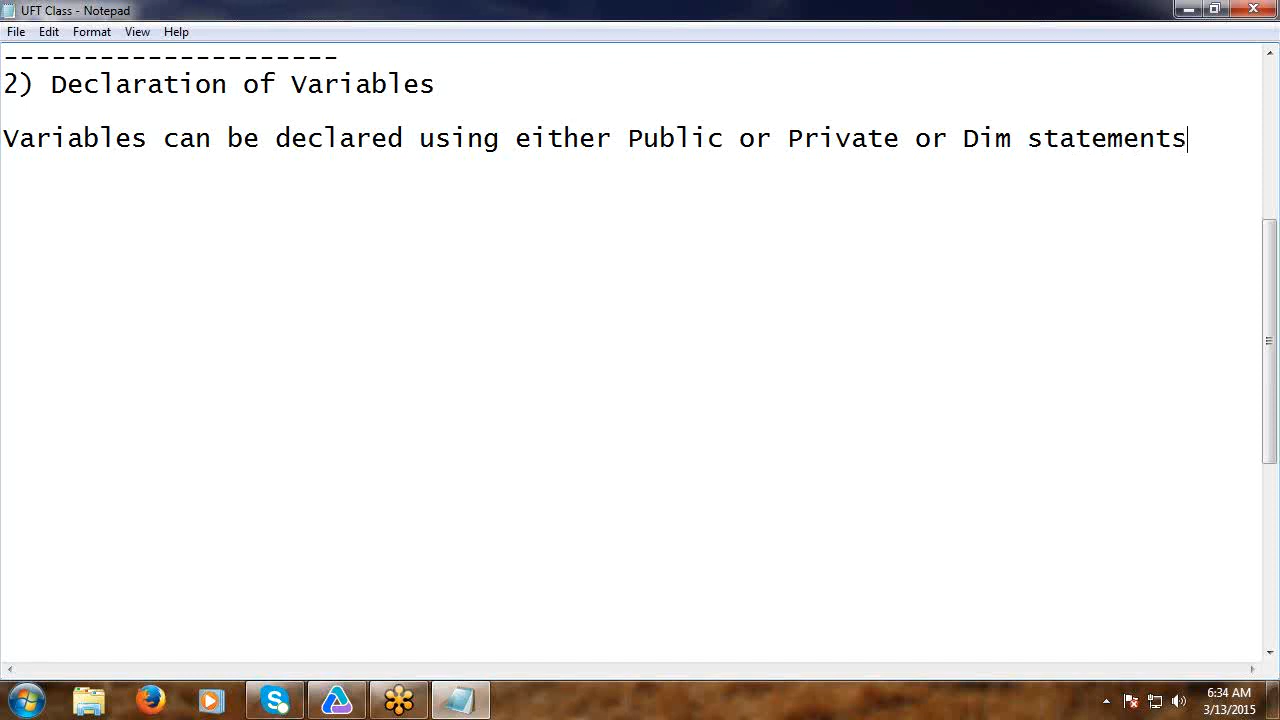 UFT Class - Notepad
File Edit Format View Help
---------------------
2) Declaration of Variables
Variables can be declared using either Public or Private or Dim statements
6:34 AM
3/13/2015